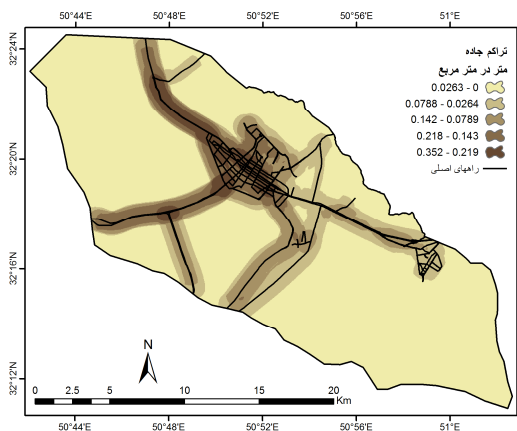 50°44'E 50°48'E 50°52'E 50°56'E 51°E
32°24'N
32°20'N
32°16'N
32°12'N
تراکم جاده
متر در متر مربع
0.0263 - 0
0.0788 - 0.0264
0.142 - 0.0789
0.218 - 0.143
0.352 - 0.219
راههای اصلی
N
0 2.5 5 10 15 20
Km
50°44'E 50°48'E 50°52'E 50°56'E 51°E